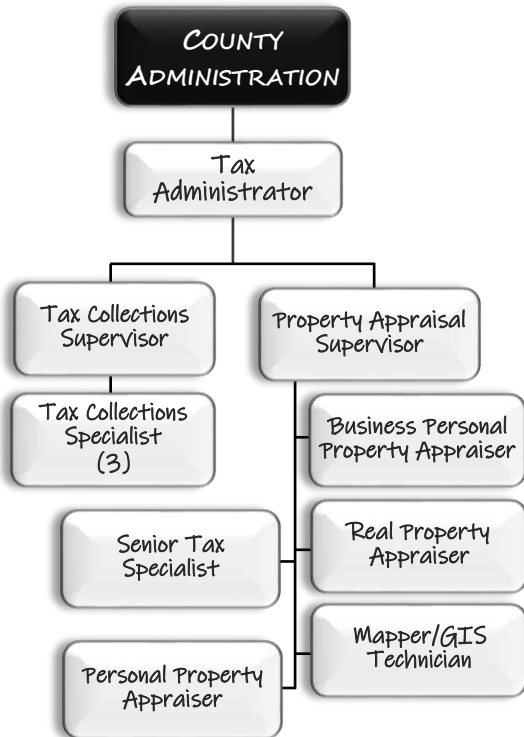 COUNTY
ADMINISTRATION
Tax
Administrator
Tax Collections
Supervisor
Property Appraisal
Supervisor
Tax Collections
Specialist
(3)
Business Personal
Property Appraiser
Senior Tax
Specialist
Real Property
Appraiser
Personal Property
Appraiser
Mapper/GIS
Technician